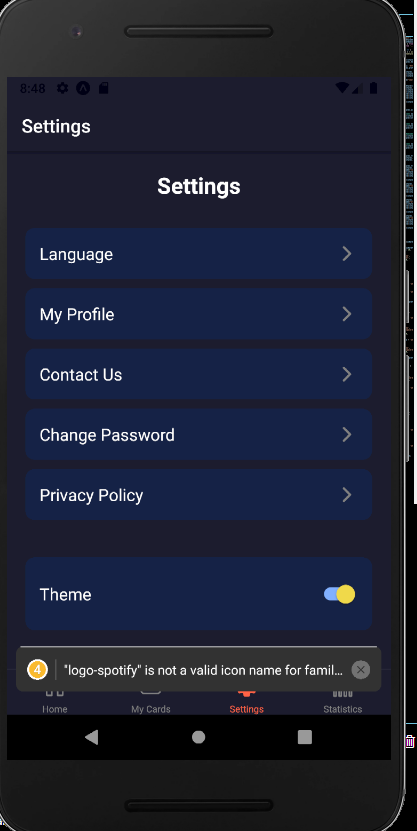 8:48
Settings
Settings
Language
My Profile
Contact Us
Change Password
Privacy Policy
Theme
4 "logo-spotify" is not a valid icon name for famil...
Home My Cards Settings Statistics